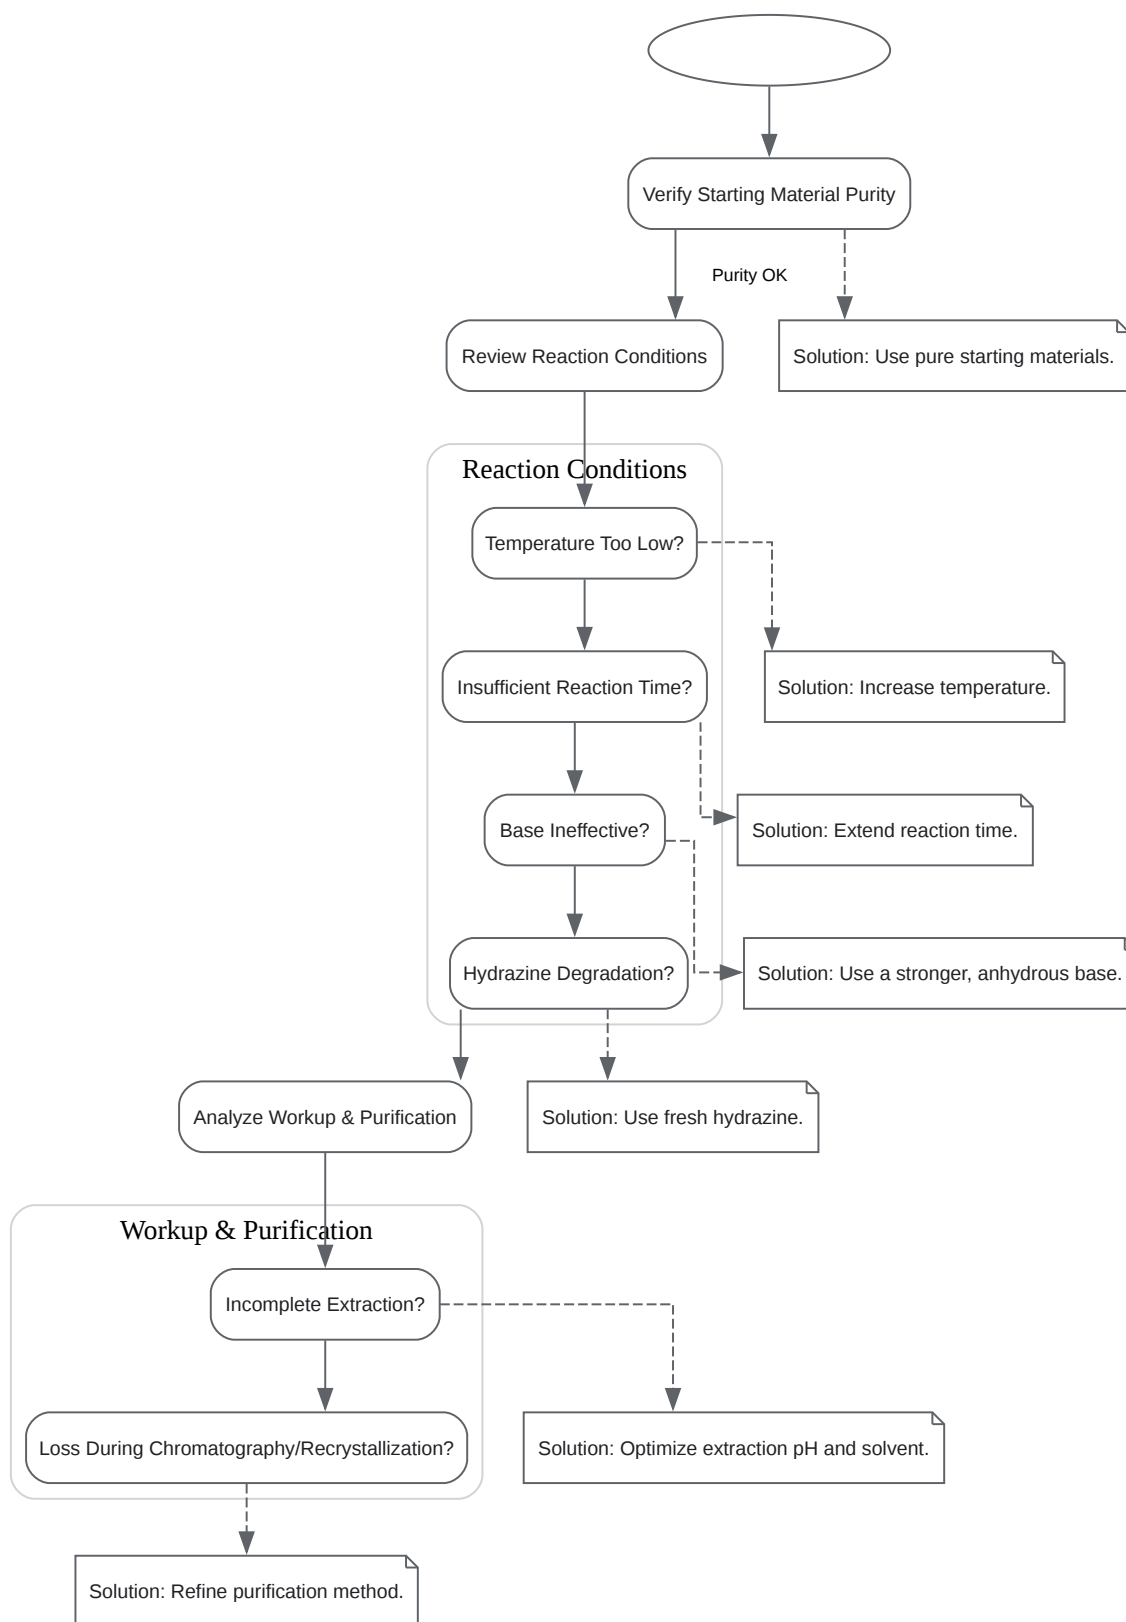 Verify Starting Material Purity
Purity OK
Review Reaction Conditions
Solution: Use pure starting materials.
Reaction Conditions
Temperature Too Low?
Insufficient Reaction Time?
Solution: Increase temperature.
Base Ineffective?
Solution: Extend reaction time.
Hydrazine Degradation?
Solution: Use a stronger, anhydrous base.
Analyze Workup & Purification
Solution: Use fresh hydrazine.
Workup & Purification
Incomplete Extraction?
Loss During Chromatography/Recrystallization?
Solution: Optimize extraction pH and solvent.
Solution: Refine purification method.